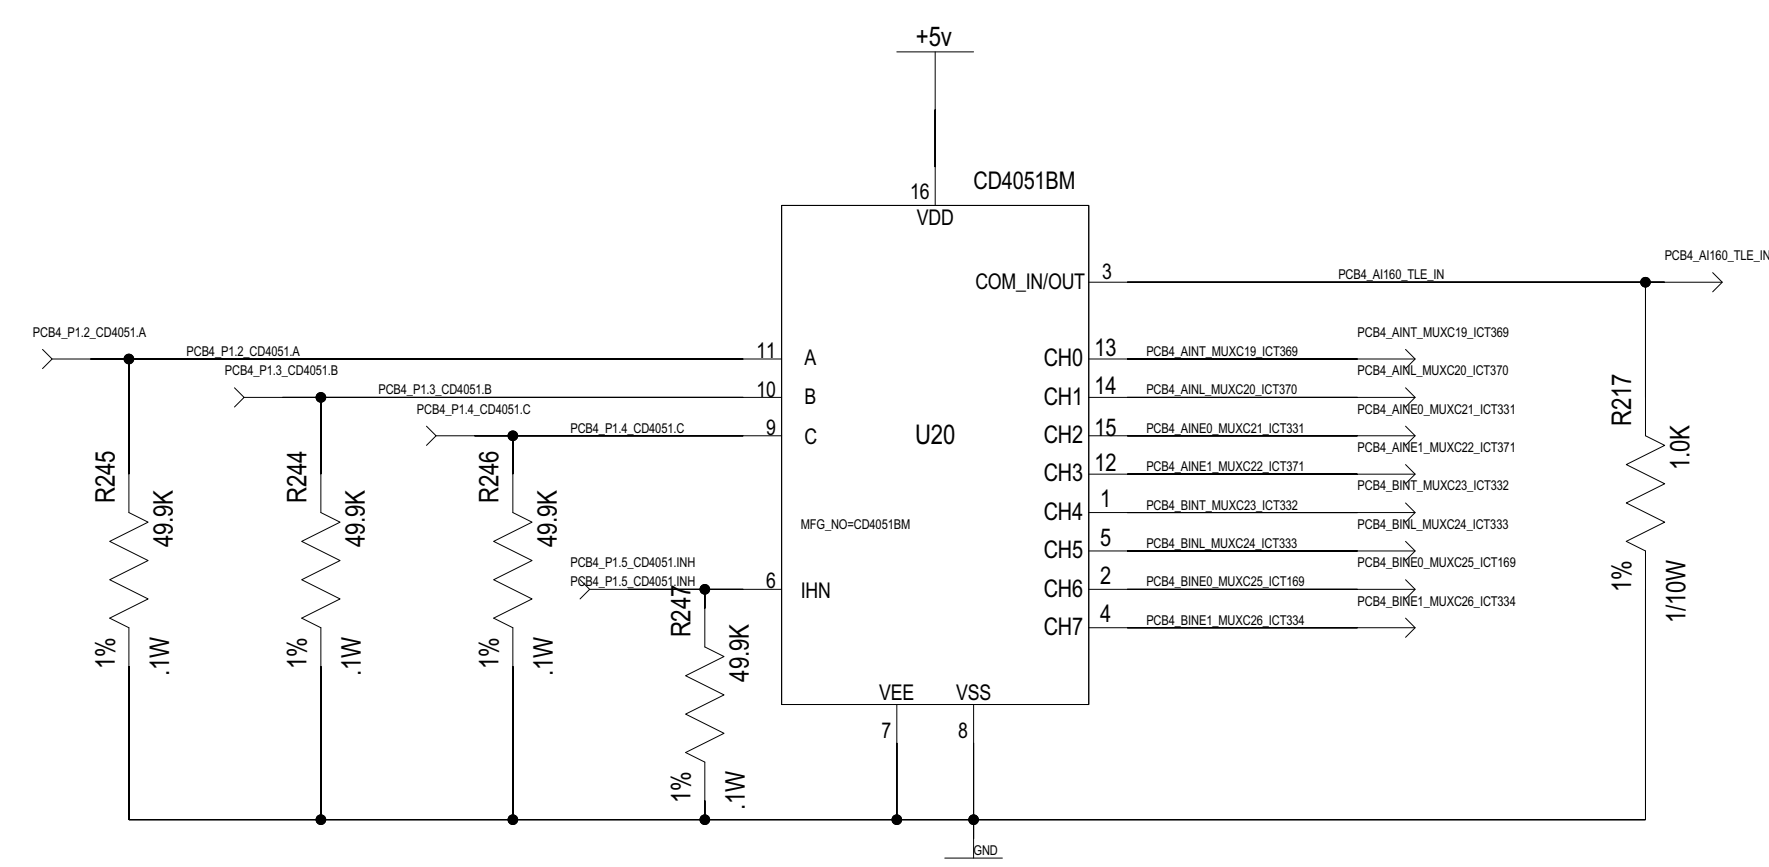 +5v
CD4051BM
16
VDD
COM_IN/OUT
3
PCB4_AI160_TLE_IN
PCB4_AI160_TLE_IN
PCB4_P1.2_CD4051.A
PCB4_P1.2_CD4051.A
11
A
PCB4_P1.3_CD4051.B
PCB4_P1.3_CD4051.B
10
B
PCB4_P1.4_CD4051.C
PCB4_P1.4_CD4051.C
9
C
U20
MFG_NO=CD4051BM
PCB4_P1.5_CD4051.INH
PCB4_P1.5_CD4051.INH
6
IHN
CH0
13
PCB4_AINT_MUXC19_ICT369
PCB4_AINT_MUXC19_ICT369
CH1
14
PCB4_AINL_MUXC20_ICT370
PCB4_AINL_MUXC20_ICT370
CH2
15
PCB4_AINE0_MUXC21_ICT331
PCB4_AINE0_MUXC21_ICT331
CH3
12
PCB4_AINE1_MUXC22_ICT371
PCB4_AINE1_MUXC22_ICT371
CH4
1
PCB4_BINT_MUXC23_ICT332
PCB4_BINT_MUXC23_ICT332
CH5
5
PCB4_BINL_MUXC24_ICT333
PCB4_BINL_MUXC24_ICT333
CH6
2
PCB4_BINE0_MUXC25_ICT169
PCB4_BINE0_MUXC25_ICT169
CH7
4
PCB4_BINE1_MUXC26_ICT334
PCB4_BINE1_MUXC26_ICT334
R245
49.9K
1%
.1W
R244
49.9K
1%
.1W
R246
49.9K
1%
.1W
R247
49.9K
1%
.1W
R217
1.0K
1%
1/10W
VEE
VSS
7
8
GND